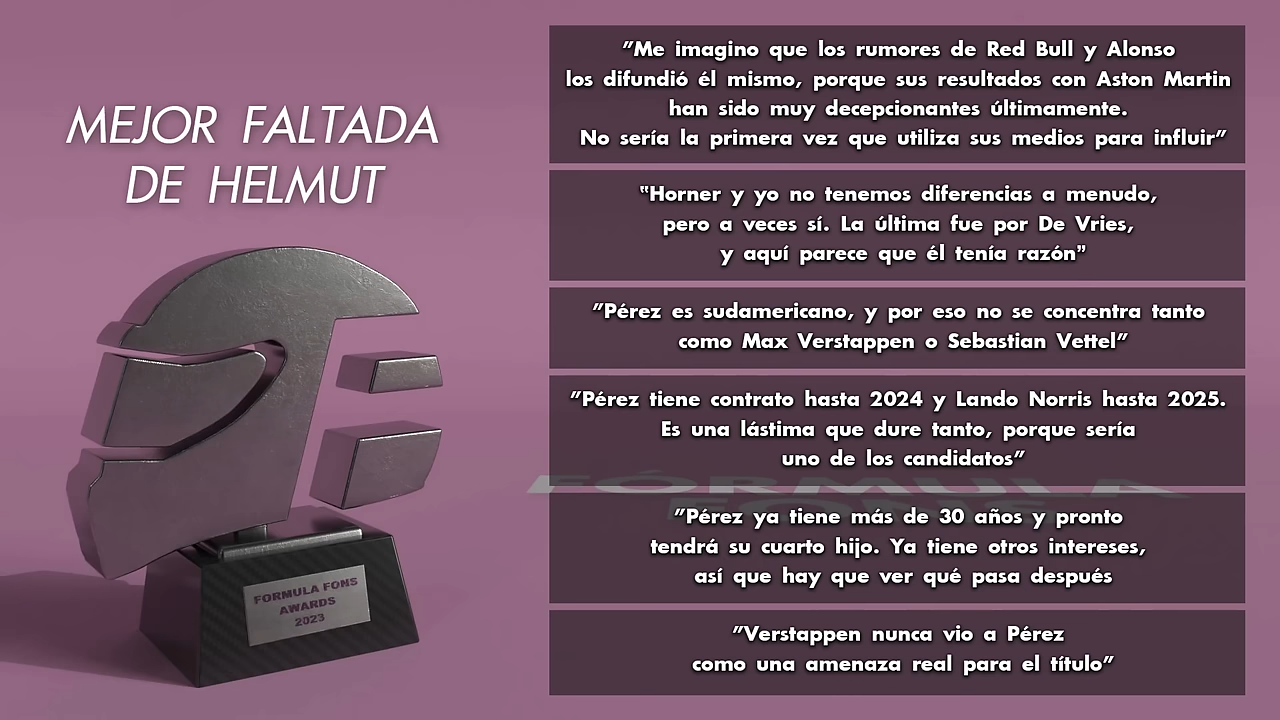 MEJOR FALTADA
DE HELMUT
FORMULA FONS
AWARDS
2023
"Me imagino que los rumores de Red Bull y Alonso
los difundió él mismo, porque sus resultados con Aston Martin
han sido muy decepcionantes últimamente.
No sería la primera vez que utiliza sus medios para influir"
"Horner y yo no tenemos diferencias a menudo,
pero a veces sí. La última fue por De Vries,
y aquí parece que él tenía razón"
"Pérez es sudamericano, y por eso no se concentra tanto
como Max Verstappen o Sebastian Vettel"
"Pérez tiene contrato hasta 2024 y Lando Norris hasta 2025.
Es una lástima que dure tanto, porque sería
uno de los candidatos"
FÓRMULA
"Pérez ya tiene más de 30 años y pronto
tendrá su cuarto hijo. Ya tiene otros intereses,
así que hay que ver qué pasa después
"Verstappen nunca vio a Pérez
como una amenaza real para el título"